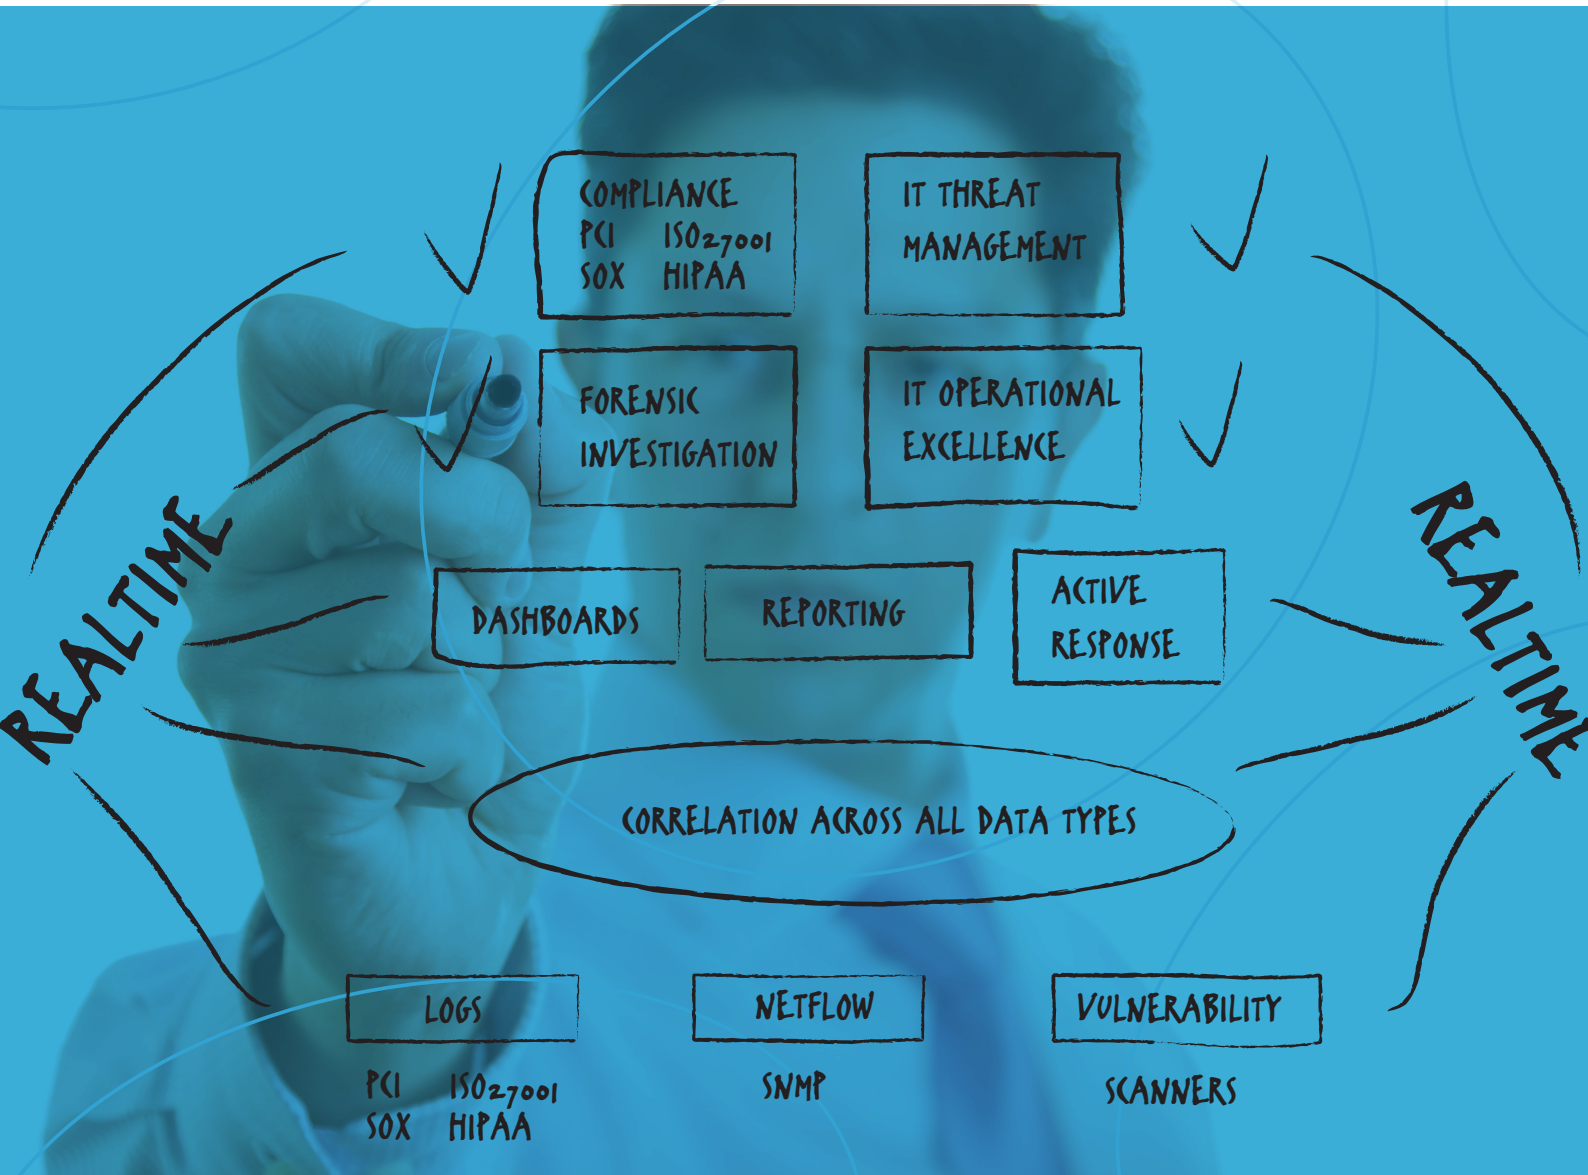 COMPLIANCE
PCI ISO27001
SOX HIPAA
IT THREAT
MANAGEMENT
FORENSIC
INVESTIGATION
IT OPERATIONAL
EXCELLENCE
REALTIME
REALTIME
DASHBOARDS
REPORTING
ACTIVE
RESPONSE
CORRELATION ACROSS ALL DATA TYPES
LOGS
PCI ISO27001
SOX HIPAA
NETFLOW
SNMP
VULNERABILITY
SCANNERS